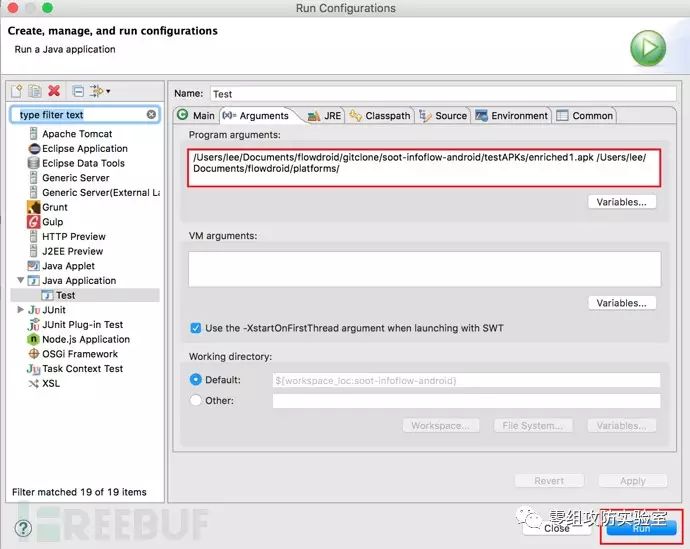 Run Configurations
Create, manage, and run configurations
Run a Java application
type filter text
Apache Tomcat
Eclipse Application
Eclipse Data Tools
Generic Server
Generic Server(External La
Grunt
Gulp
HTTP Preview
J2EE Preview
Java Applet
Java Application
Test
JUnit
JUnit Plug-in Test
Node.js Application
OSGi Framework
Task Context Test
XSL
Filter matched 19 of 19 items
Name: Test
Main
(x)= Arguments
JRE
Classpath
Source
Environment
Common
Program arguments:
/Users/lee/Documents/flowdroid/gitclone/soot-infoflow-android/testAPKs/enriched1.apk /Users/lee/
Documents/flowdroid/platforms/
Variables...
VM arguments:
Variables...
Use the -XstartOnFirstThread argument when launching with SWT
Working directory:
Default: ${workspace_loc:soot-infoflow-android}
Other:
Workspace... File System... Variables...
Revert Apply
Close Run
REEBUF
零组攻防实验室